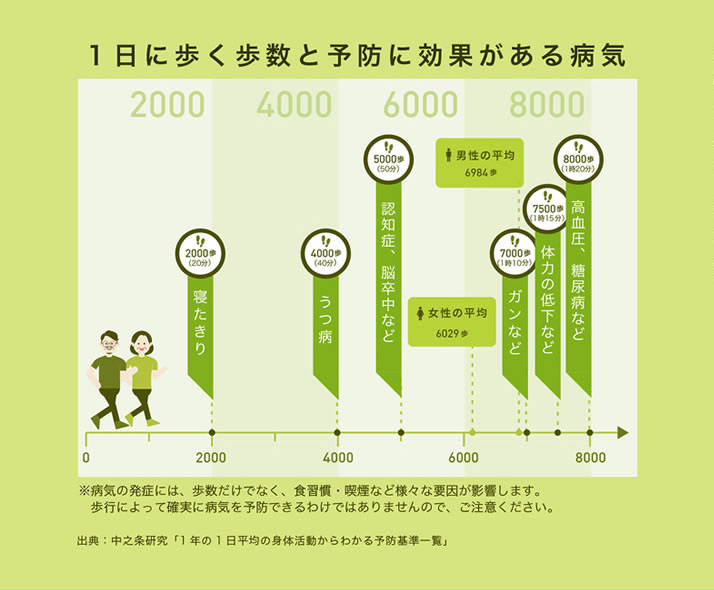 1日に歩く歩数と予防に効果がある病気
2000 4000 6000 8000
2000歩
(20分)
寝たきり
4000歩
(40分)
うつ病
5000歩
(50分)
認知症、脳卒中など
男性の平均
6984歩
女性の平均
6029歩
7000歩
(1時10分)
ガンなど
7500歩
(1時15分)
体力の低下など
8000歩
(1時20分)
高血圧、糖尿病など
0 2000 4000 6000 8000
※病気の発症には、歩数だけでなく、食習慣・喫煙など様々な要因が影響します。
歩行によって確実に病気を予防できるわけではありませんので、ご注意ください。
出典：中之条研究「1年の1日平均の身体活動からわかる予防基準一覧」